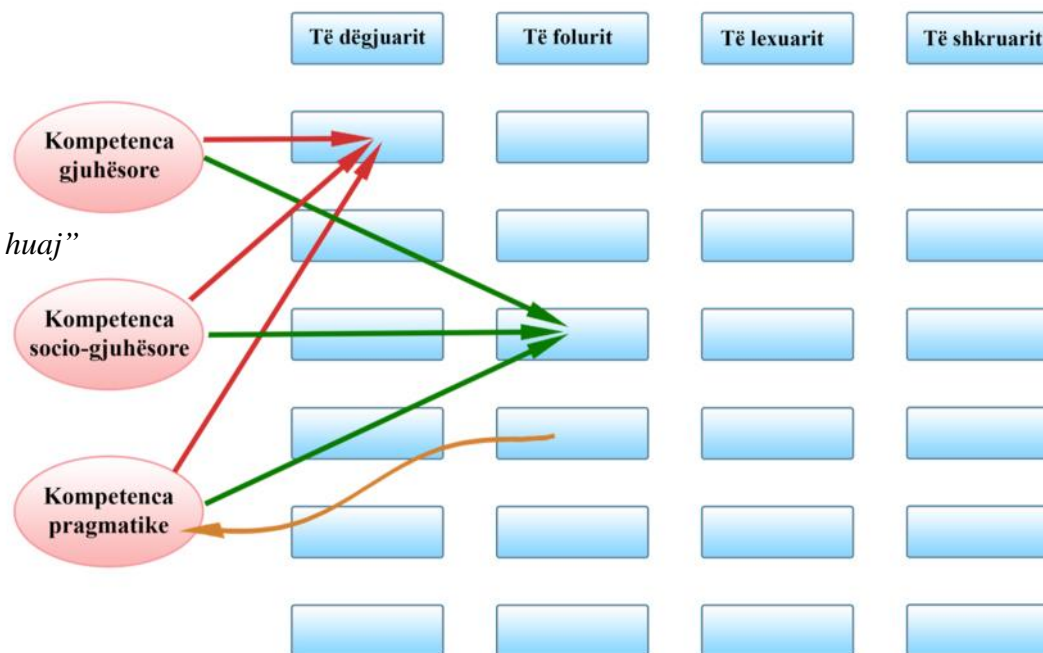 Të dëgjuarit
Të folurit
Të lexuarit
Të shkruarit
Kompetenca
gjuhësore
huaj”
Kompetenca
socio-gjuhësore
Kompetenca
pragmatike